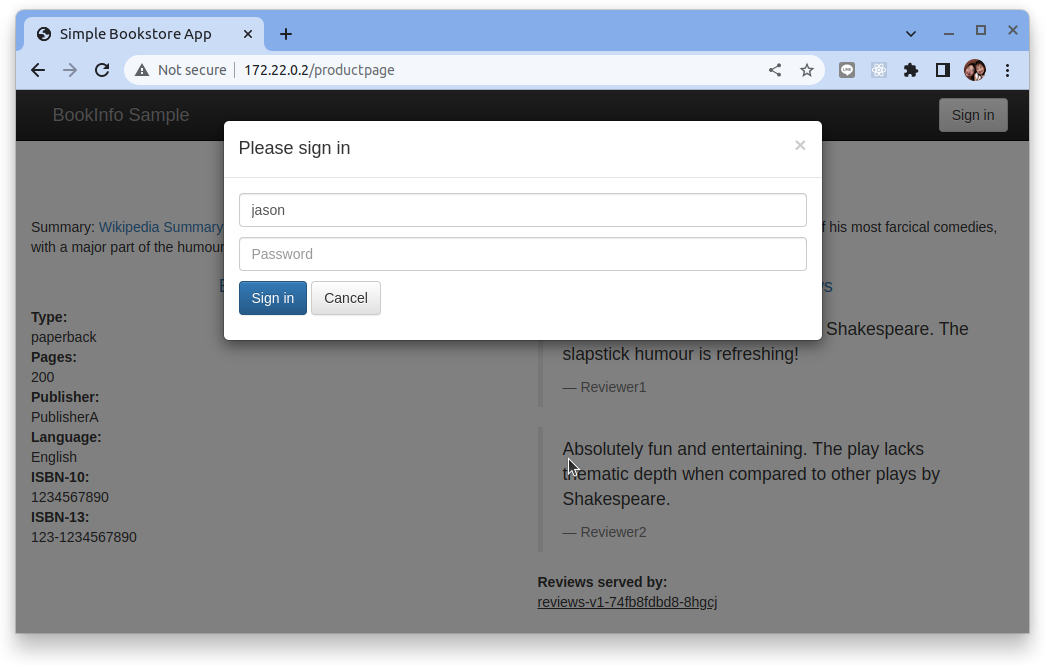 Simple Bookstore App
Not secure
172.22.0.2/productpage
BookInfo Sample
Sign in
Please sign in
×
jason
Password
Sign in
Cancel
Summary: Wikipedia Summary
f his most farcical comedies,
with a major part of the humour
Type:
paperback
Pages:
200
Publisher:
PublisherA
Language:
English
ISBN-10:
1234567890
ISBN-13:
123-1234567890
Shakespeare. The
slapstick humour is refreshing!
— Reviewer1
Absolutely fun and entertaining. The play lacks
thematic depth when compared to other plays by
Shakespeare.
— Reviewer2
Reviews served by:
reviews-v1-74fb8fdbd8-8hgcj